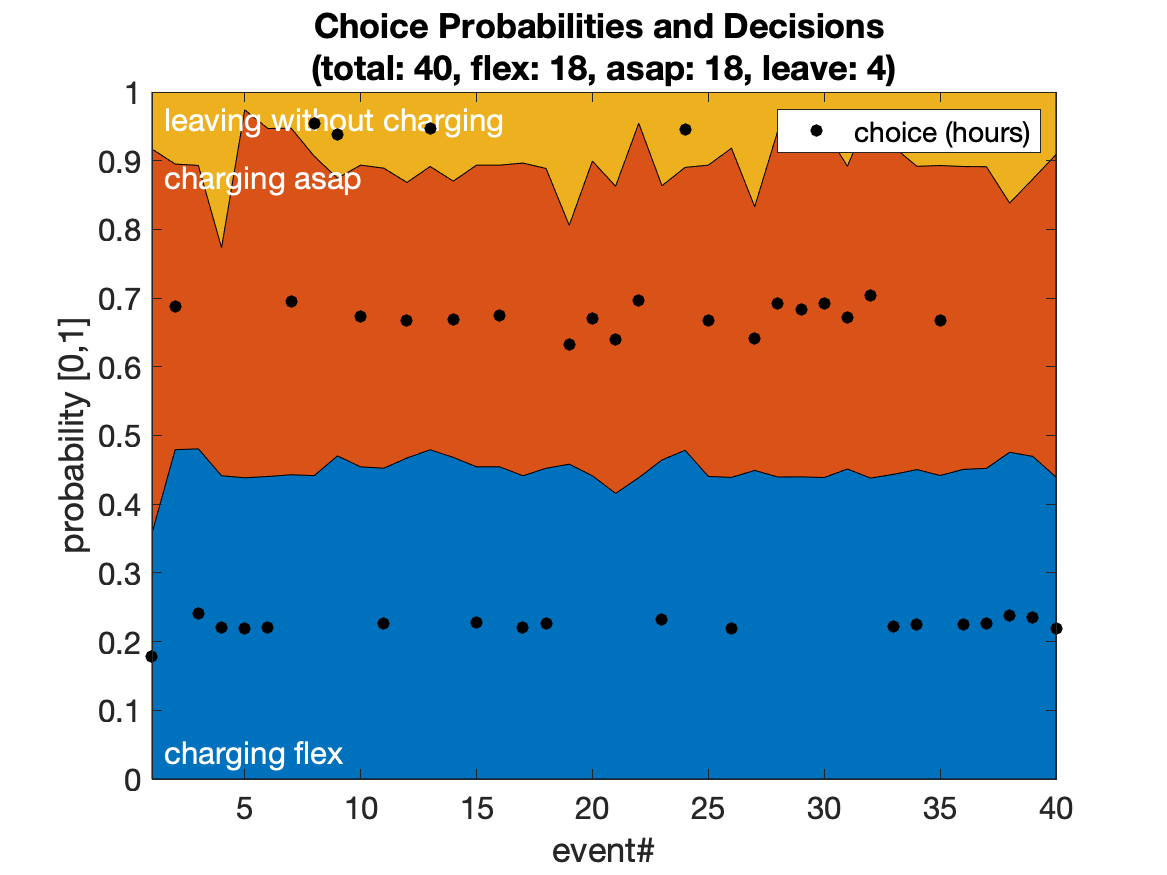 Choice Probabilities and Decisions
(total: 40, flex: 18, asap: 18, leave: 4)
probability [0,1]
1
0.9
0.8
0.7
0.6
0.5
0.4
0.3
0.2
0.1
0
leaving without charging
choice (hours)
charging asap
charging flex
5 10 15 20 25 30 35 40
event#